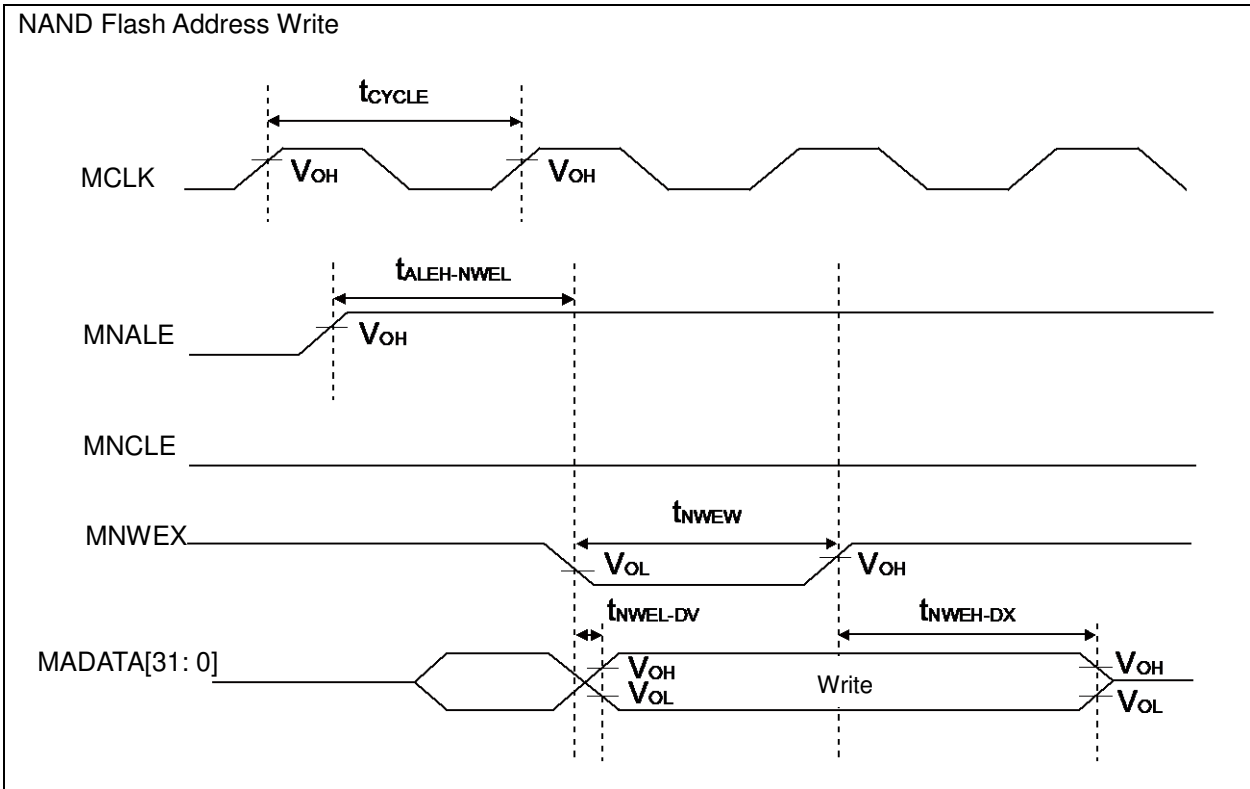 NAND Flash Address Write
tCYCLE
MCLK
VOH
VOH
tALEH-NWEL
MNALE
VOH
MNCLE
tNWEW
MNWEX
VOL
VOH
tNWEL-DV
tNWEH-DX
MADATA[31: 0]
VOH
VOL
Write
VOH
VOL